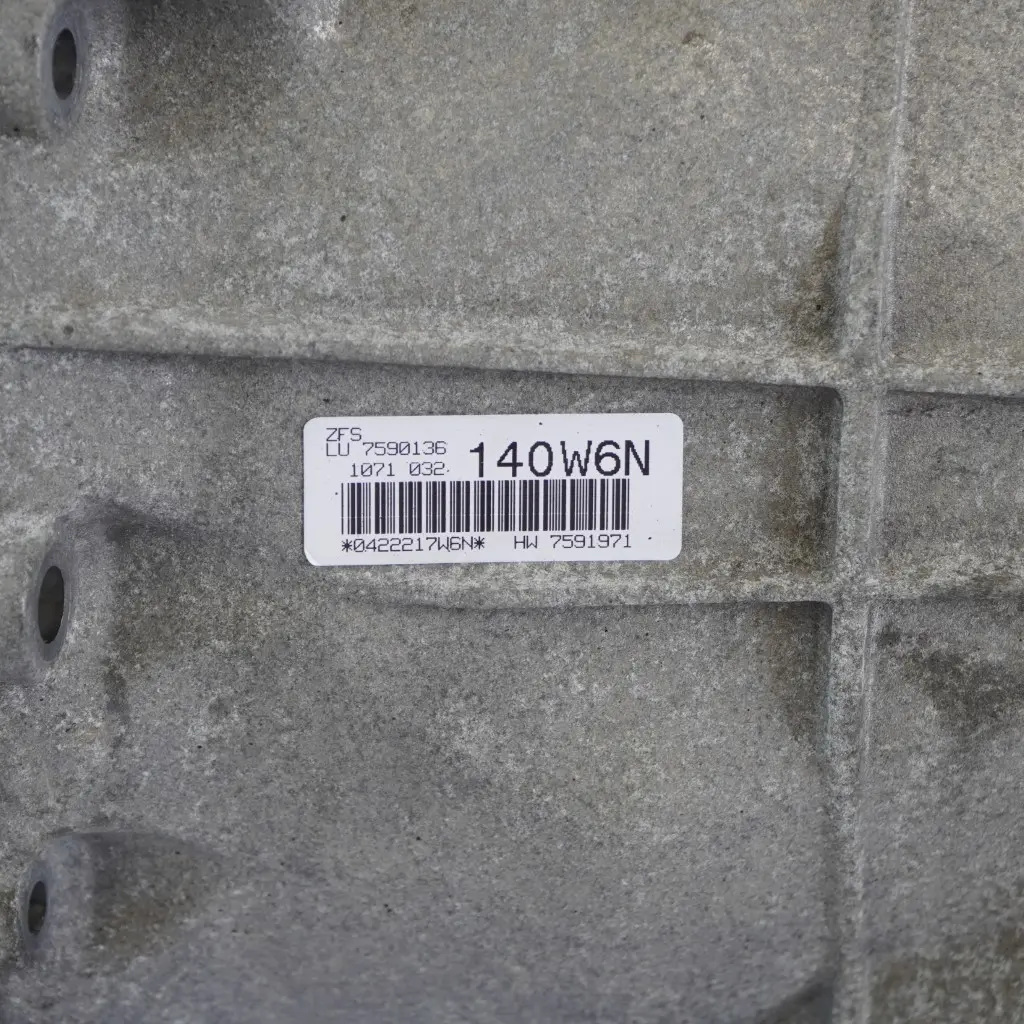 ZFS
LU 7590136
1071 032 140W6N
*0422217W6N* HW 7591971